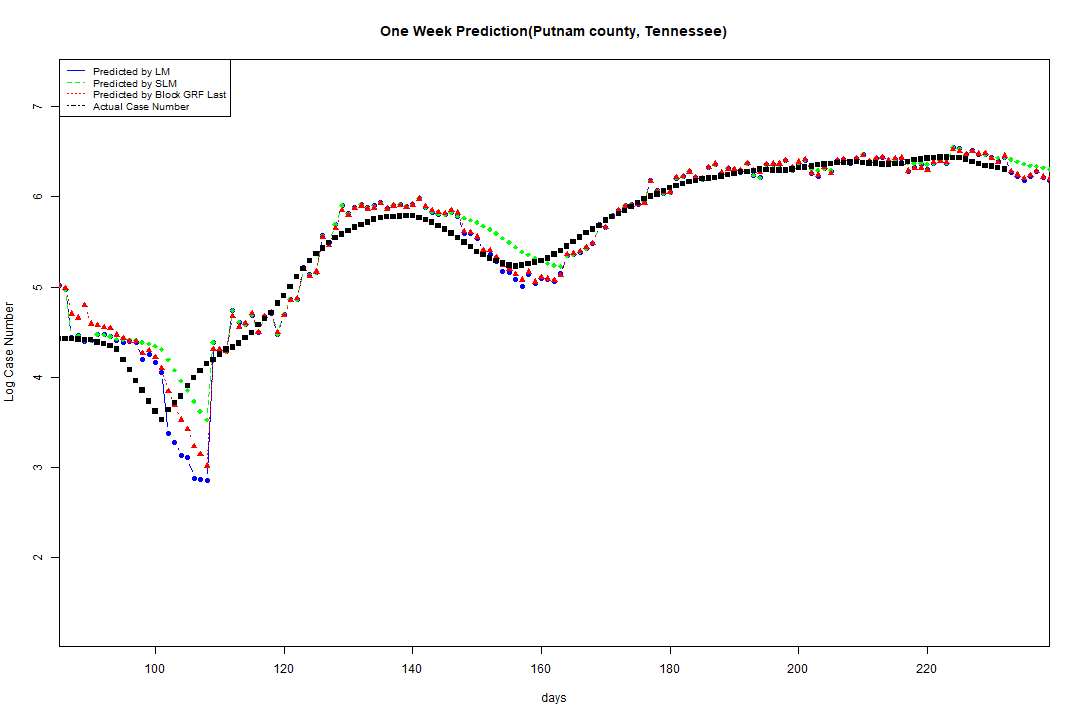 One Week Prediction(Putnam county, Tennessee)
Predicted by LM
Predicted by SLM
Predicted by Block GRF Last
Actual Case Number
7
6
5
4
3
2
Log Case Number
100 120 140 160 180 200 220
days